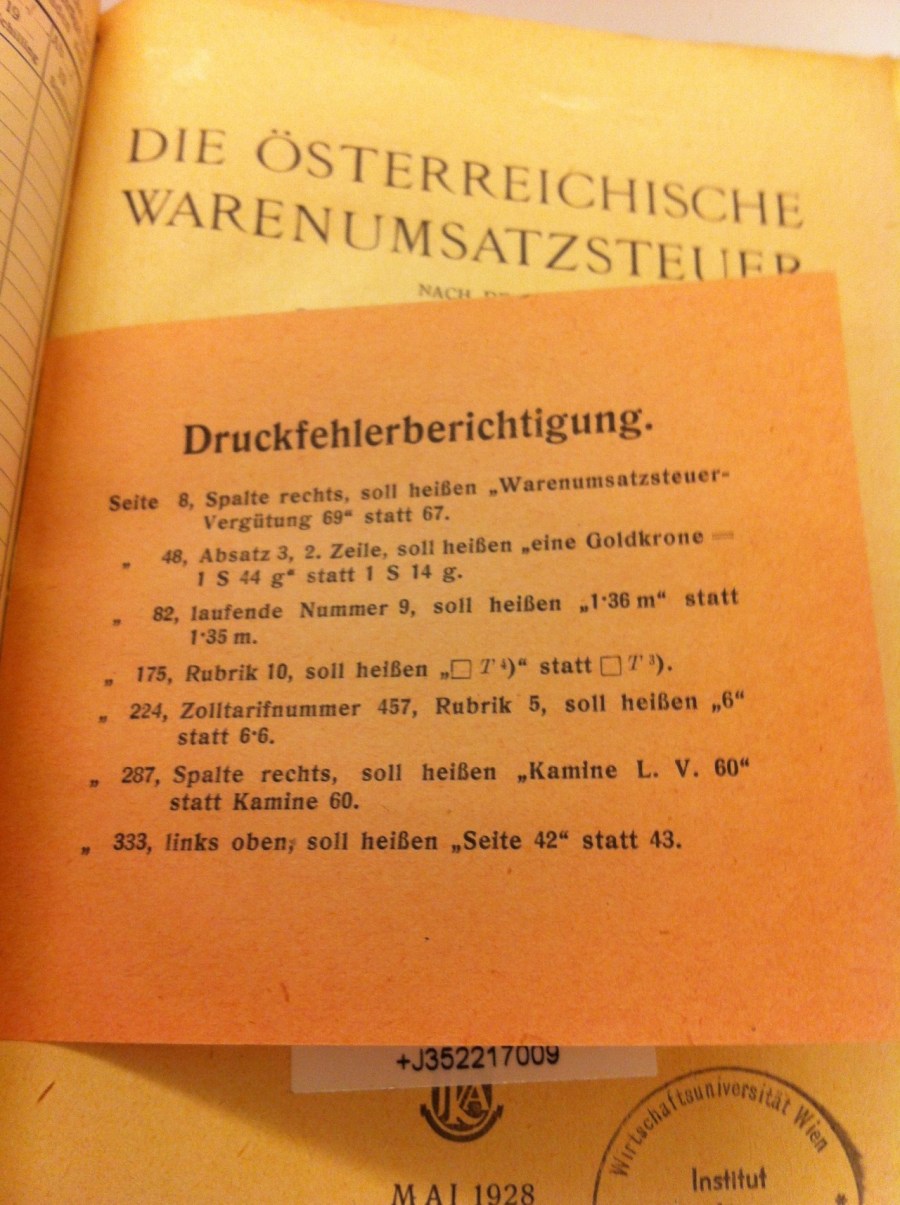 19
DIE ÖSTERREICHISCHE
WARENUMSATZSTEUER
NACH
Druckfehlerberichtigung.
Seite 8, Spalte rechts, soll heißen „Warenumsatzsteuer-
Vergütung 69“ statt 67.
„ 48, Absatz 3, 2. Zeile, soll heißen „eine Goldkrone =
1 S 44 g“ statt 1 S 14 g.
„ 82, laufende Nummer 9, soll heißen „1·36 m“ statt
1·35 m.
„ 175, Rubrik 10, soll heißen „□ T ⁴)“ statt □ T ³).
„ 224, Zolltarifnummer 457, Rubrik 5, soll heißen „6“
statt 6·6.
„ 287, Spalte rechts, soll heißen „Kamine L. V. 60“
statt Kamine 60.
„ 333, links oben, soll heißen „Seite 42“ statt 43.
+J352217009
MAI 1928
Wirtschaftsuniversität Wien
Institut